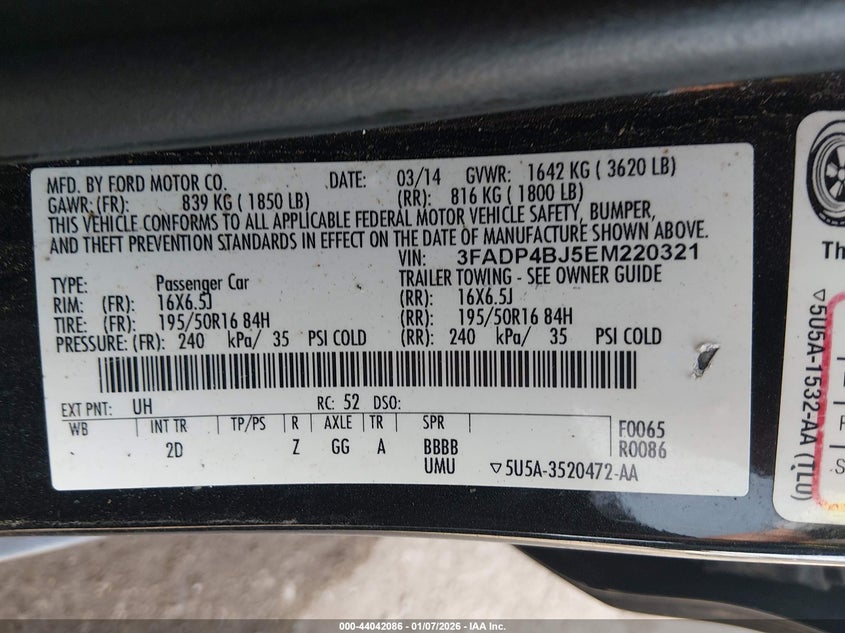 MFD. BY FORD MOTOR CO. DATE: 03/14 GVWR: 1642 KG ( 3620 LB)
GAWR: (FR): 839 KG ( 1850 LB) (RR): 816 KG ( 1800 LB)
THIS VEHICLE CONFORMS TO ALL APPLICABLE FEDERAL MOTOR VEHICLE SAFETY, BUMPER,
AND THEFT PREVENTION STANDARDS IN EFFECT ON THE DATE OF MANUFACTURE SHOWN ABOVE.
VIN: 3FADP4BJ5EM220321
TYPE: Passenger Car TRAILER TOWING - SEE OWNER GUIDE
RIM: (FR): 16X6.5J (RR): 16X6.5J
TIRE: (FR): 195/50R16 84H (RR): 195/50R16 84H
PRESSURE: (FR): 240 kPa/ 35 PSI COLD (RR): 240 kPa/ 35 PSI COLD
EXT PNT: UH RC: 52 DSO:
WB INT TR TP/PS R AXLE TR SPR F0065
2D Z GG A BBBB R0086
UMU ▽5U5A-3520472-AA
Th
▽5U5A-1532-AA (TLO)
S
000-44042086 - 01/07/2026 - IAA Inc.